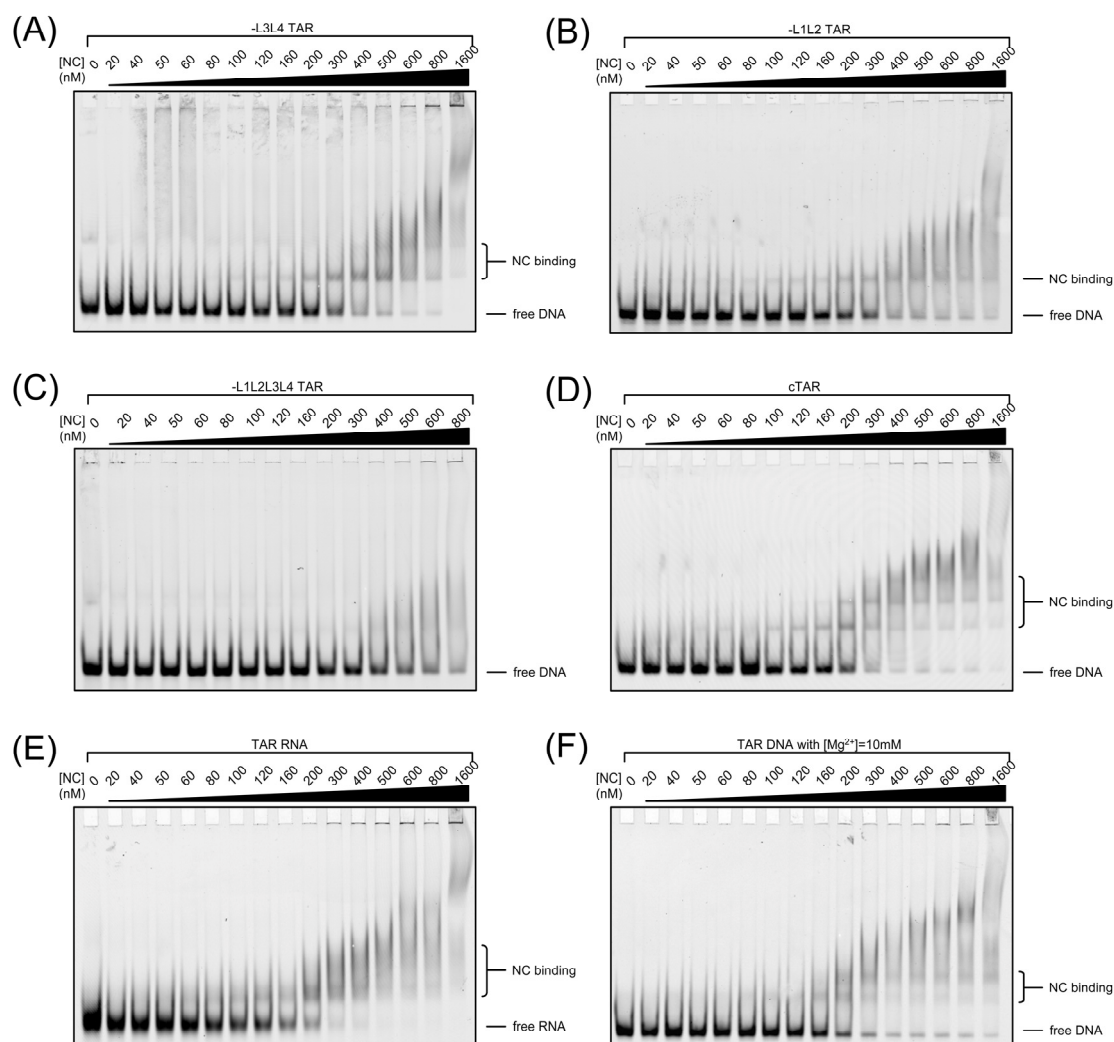 (A)
-L3L4 TAR
[NC] 0 20 40 50 60 80 100 120 160 200 300 400 500 600 800 1600
(nM)
NC binding
free DNA
(B)
-L1L2 TAR
[NC] 0 20 40 50 60 80 100 120 160 200 300 400 500 600 800 1600
(nM)
NC binding
free DNA
(C)
-L1L2L3L4 TAR
[NC] 0 20 40 50 60 80 100 120 160 200 300 400 500 600 800
(nM)
free DNA
(D)
cTAR
[NC] 0 20 40 50 60 80 100 120 160 200 300 400 500 600 800 1600
(nM)
NC binding
free DNA
(E)
TAR RNA
[NC] 0 20 40 50 60 80 100 120 160 200 300 400 500 600 800 1600
(nM)
NC binding
free RNA
(F)
TAR DNA with [Mg²⁺]=10mM
[NC] 0 20 40 50 60 80 100 120 160 200 300 400 500 600 800 1600
(nM)
NC binding
free DNA